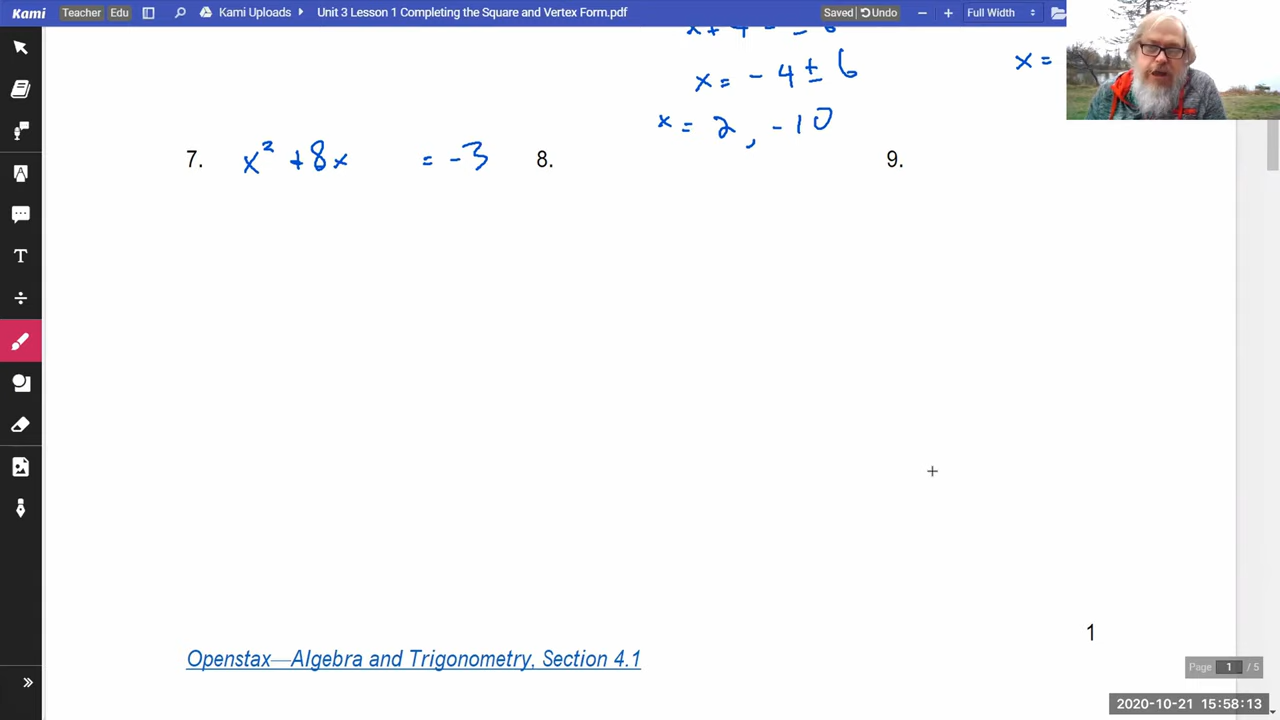 Kami Teacher Edu Kami Uploads Unit 3 Lesson 1 Completing the Square and Vertex Form.pdf Saved Undo Full Width
x = -4 ± 6
x =
x = 2, -10
7. x² + 8x = -3 8. 9.
1
Openstax—Algebra and Trigonometry, Section 4.1
Page 1 / 5
2020-10-21 15:58:13